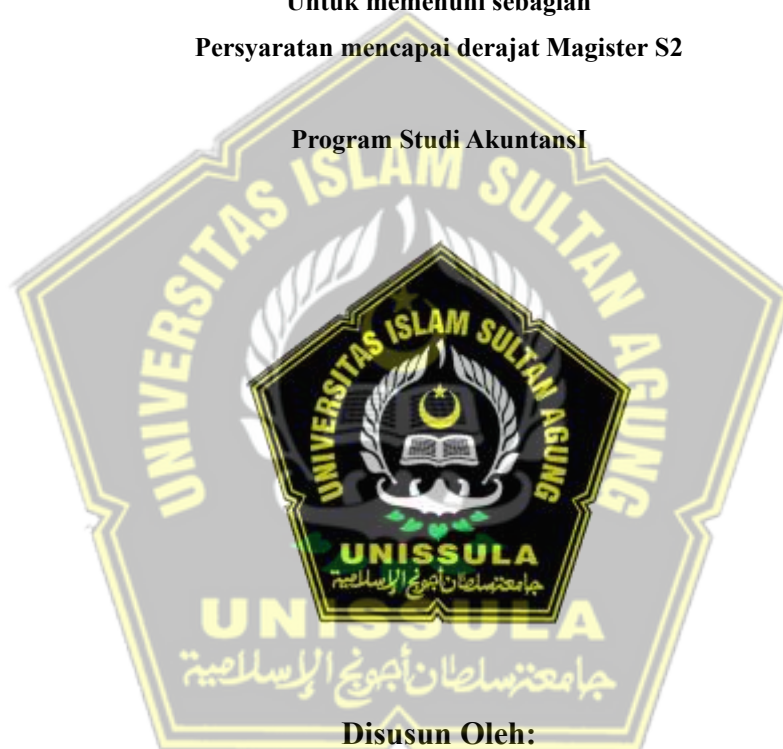 Untuk memenuhi sebagian
Persyaratan mencapai derajat Magister S2
Program Studi AkuntansI
UNIVERSITAS ISLAM SULTAN AGUNG
UNIVERSITAS ISLAM SULTAN AGUNG
UNISSULA
جامعة سلطان أجونج الإسلامية
UNISSULA
جامعة سلطان أجونج الإسلامية
Disusun Oleh: